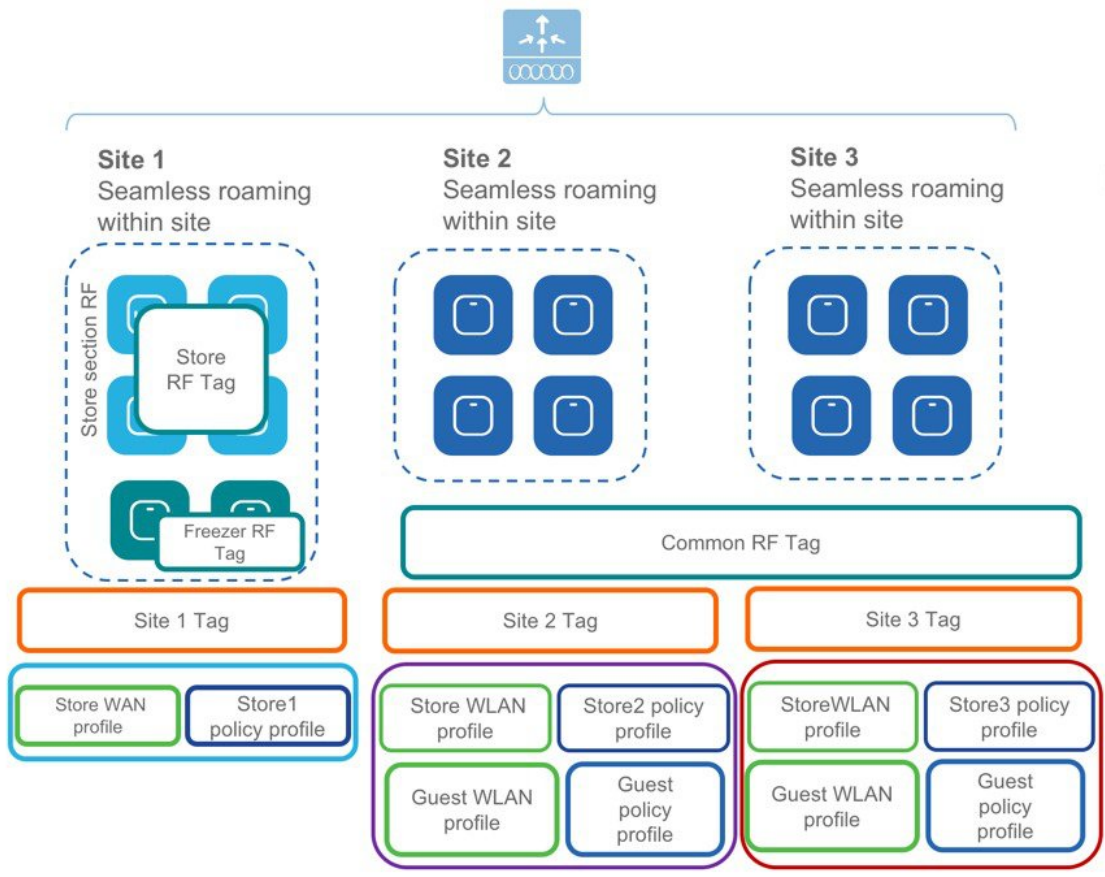 Site 1
Seamless roaming
within site
Site 2
Seamless roaming
within site
Site 3
Seamless roaming
within site
Store section RF
Store
RF Tag
Freezer RF
Tag
Common RF Tag
Site 1 Tag
Site 2 Tag
Site 3 Tag
Store WAN
profile
Store1
policy profile
Store WLAN
profile
Store2 policy
profile
Guest WLAN
profile
Guest
policy
profile
StoreWLAN
profile
Store3 policy
profile
Guest WLAN
profile
Guest
policy
profile